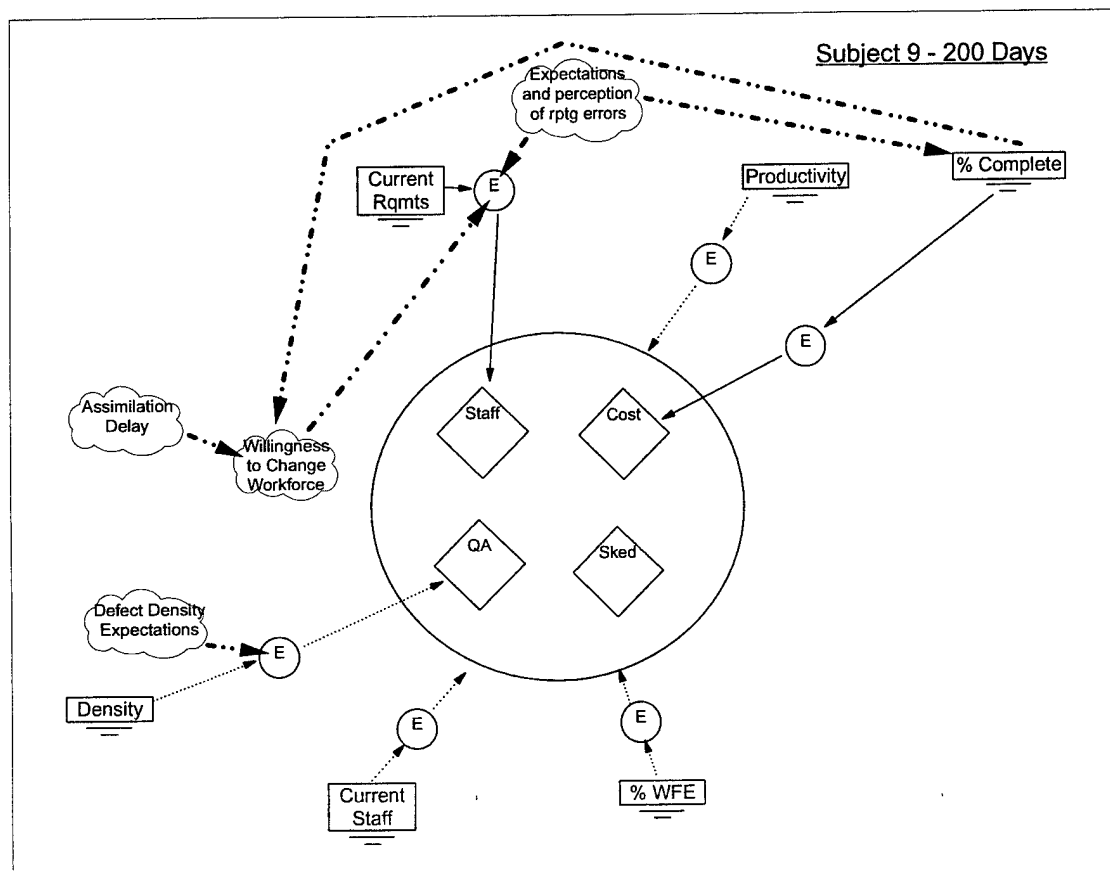 Subject 9 - 200 Days
Expectations
and perception
of rptg errors
% Complete
Current
Rqmts
E
Productivity
E
E
Staff
Cost
Assimilation
Delay
Willingness
to Change
Workforce
QA
Sked
Defect Density
Expectations
E
Density
E
E
Current
Staff
% WFE